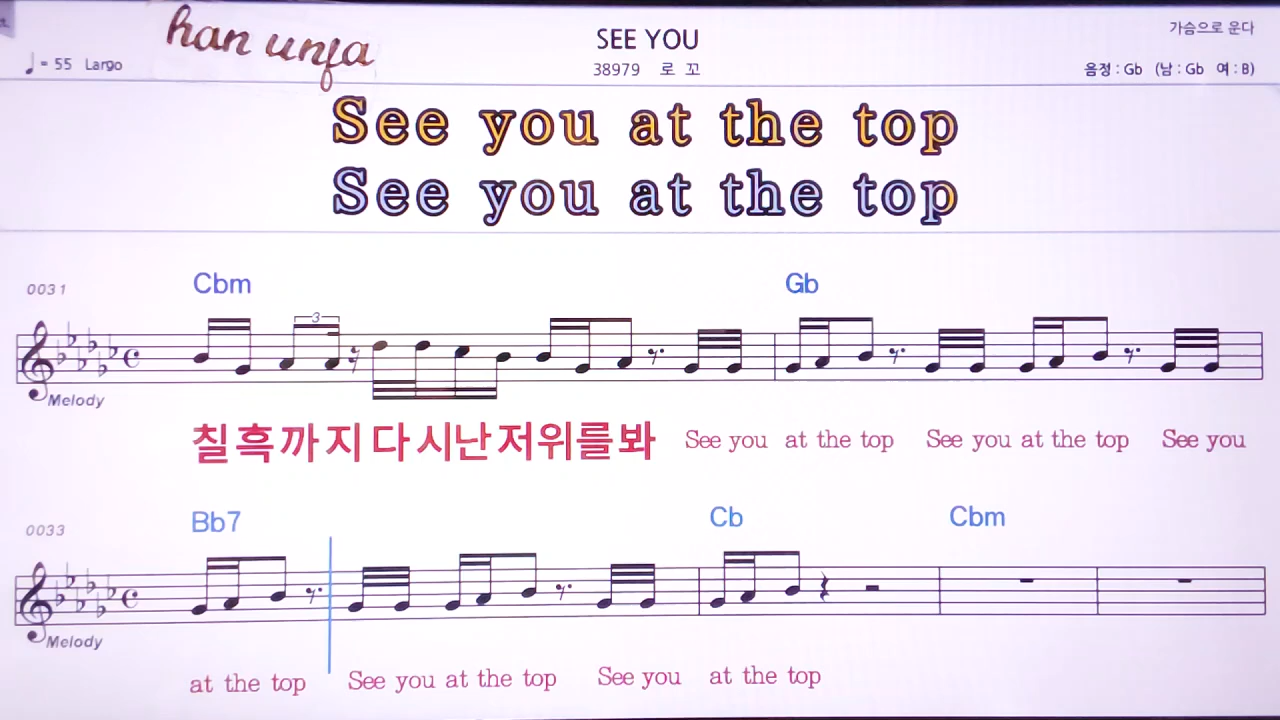 han unja
SEE YOU
가슴으로 운다
♩= 55 Largo
38979 로 꼬
음정 : Gb (남 : Gb 여 : B)
See you at the top
See you at the top
0031
Cbm Gb
3
Melody
칠흑까지 다시난 저위를봐 See you at the top See you at the top See you
0033
Bb7 Cb Cbm
Melody
at the top See you at the top See you at the top